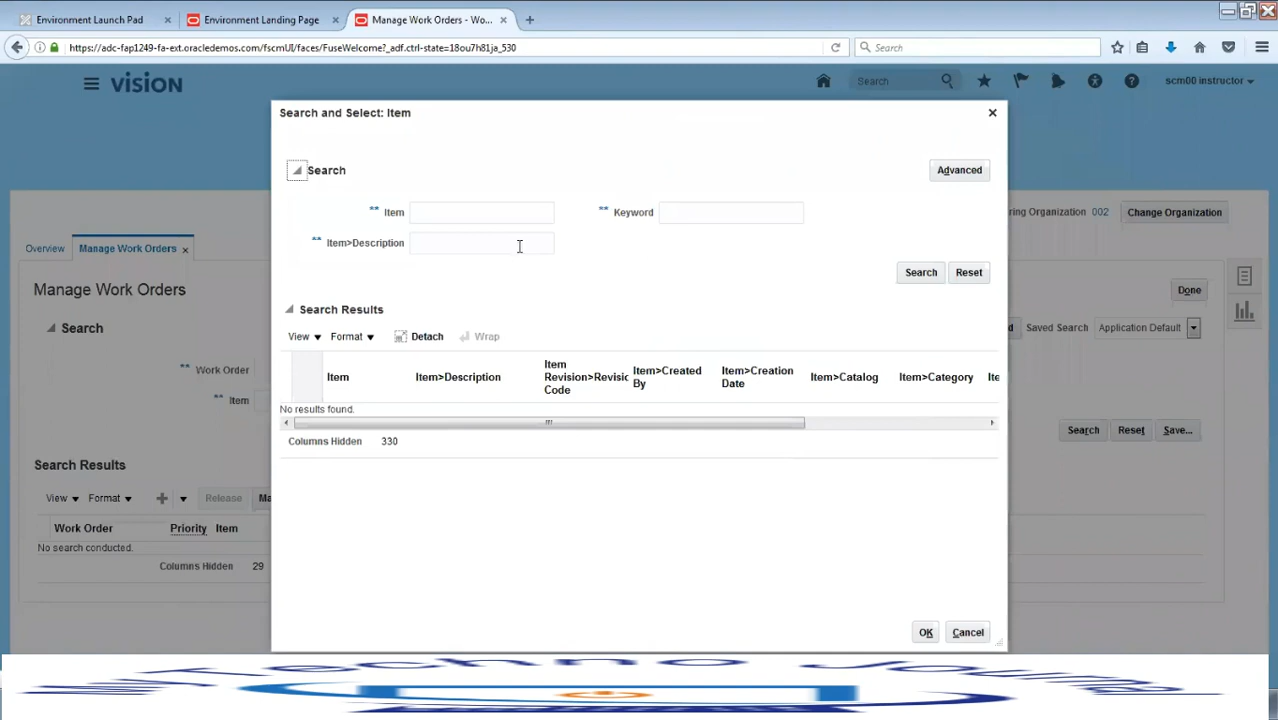 Environment Launch Pad × Environment Landing Page × Manage Work Orders - Wo... × +
https://adc-fap1249-fa-ext.oracledemos.com/fscmUI/faces/FuseWelcome?_adf.ctrl-state=18ou7h81ja_530 Search
vision Search scm00 instructor
Search and Select: Item
Search Advanced
** Item ** Keyword
** Item>Description
Search Reset
Search Results
View Format Detach Wrap
Item Item>Description Item Revision>Revisic Code Item>Created By Item>Creation Date Item>Catalog Item>Category Ite
No results found.
Columns Hidden 330
OK Cancel
ring Organization 002 Change Organization
Overview Manage Work Orders ×
Manage Work Orders Done
Search d Saved Search Application Default
** Work Order
** Item
Search Reset Save...
Search Results
View Format Release Ma
Work Order Priority Item
No search conducted.
Columns Hidden 29